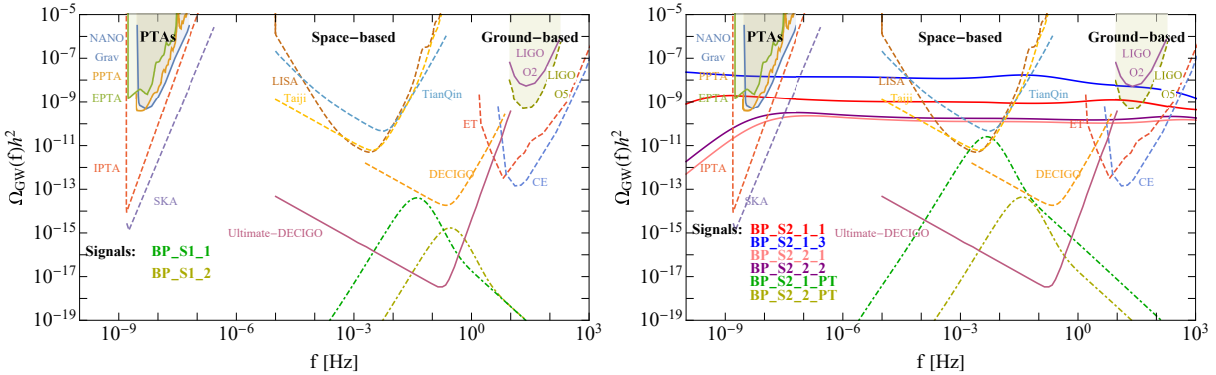 10^-5
10^-7
10^-9
10^-11
10^-13
10^-15
10^-17
10^-19
Ω_GW(f)h^2
10^-9
10^-6
10^-3
10^0
10^3
f [Hz]
PTAs
Space-based
Ground-based
NANO
Grav
PPTA
EPTA
IPTA
SKA
LISA
Taiji
TianQin
LIGO
O2
LIGO
O5
ET
CE
DECIGO
Ultimate-DECIGO
Signals:
BP_S1_1
BP_S1_2
10^-5
10^-7
10^-9
10^-11
10^-13
10^-15
10^-17
10^-19
Ω_GW(f)h^2
10^-9
10^-6
10^-3
10^0
10^3
f [Hz]
PTAs
Space-based
Ground-based
NANO
Grav
PPTA
EPTA
IPTA
SKA
LISA
Taiji
TianQin
LIGO
O2
LIGO
O5
ET
CE
DECIGO
Ultimate-DECIGO
Signals:
BP_S2_1_1
BP_S2_1_3
BP_S2_2_1
BP_S2_2_2
BP_S2_1_PT
BP_S2_2_PT